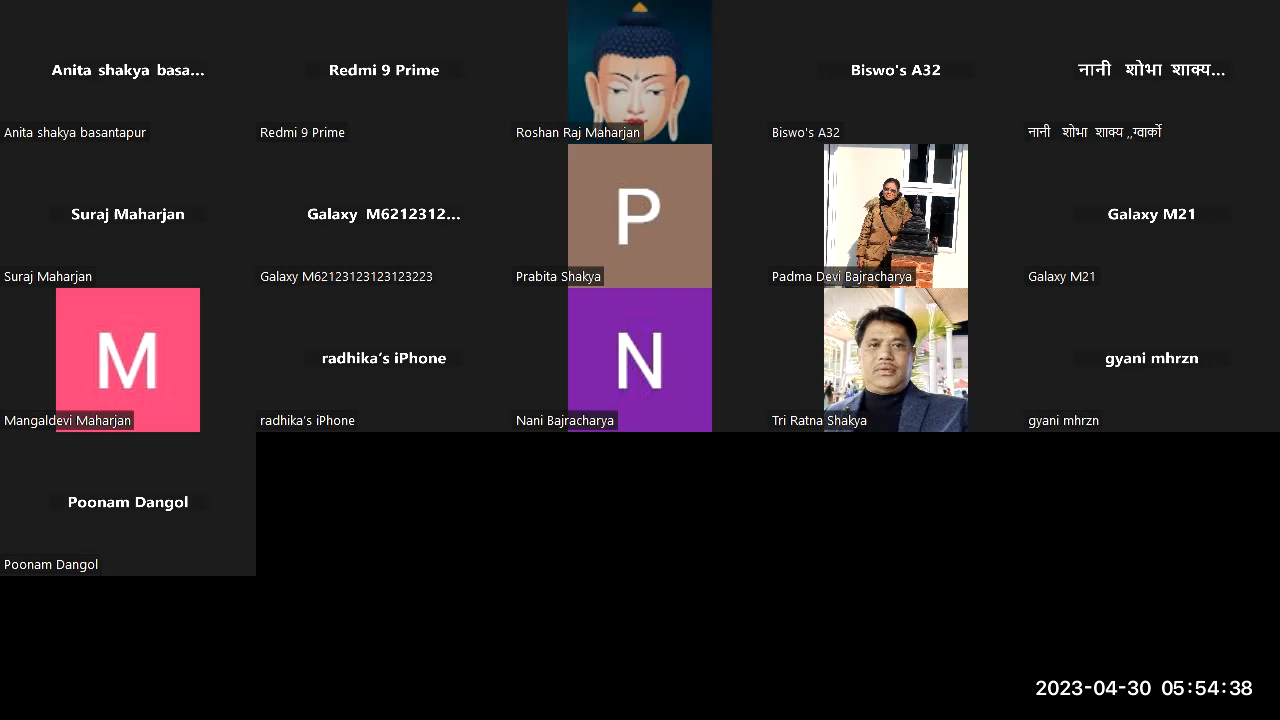 Anita shakya basa...
Redmi 9 Prime
Biswo's A32
नानी शोभा शाक्य...
Anita shakya basantapur
Redmi 9 Prime
Roshan Raj Maharjan
Biswo's A32
नानी शोभा शाक्य ,,ग्वार्को
Suraj Maharjan
Galaxy M6212312...
P
Galaxy M21
Suraj Maharjan
Galaxy M62123123123123223
Prabita Shakya
Padma Devi Bajracharya
Galaxy M21
M
radhika's iPhone
N
gyani mhrzn
Mangaldevi Maharjan
radhika's iPhone
Nani Bajracharya
Tri Ratna Shakya
gyani mhrzn
Poonam Dangol
Poonam Dangol
2023-04-30 05:54:38